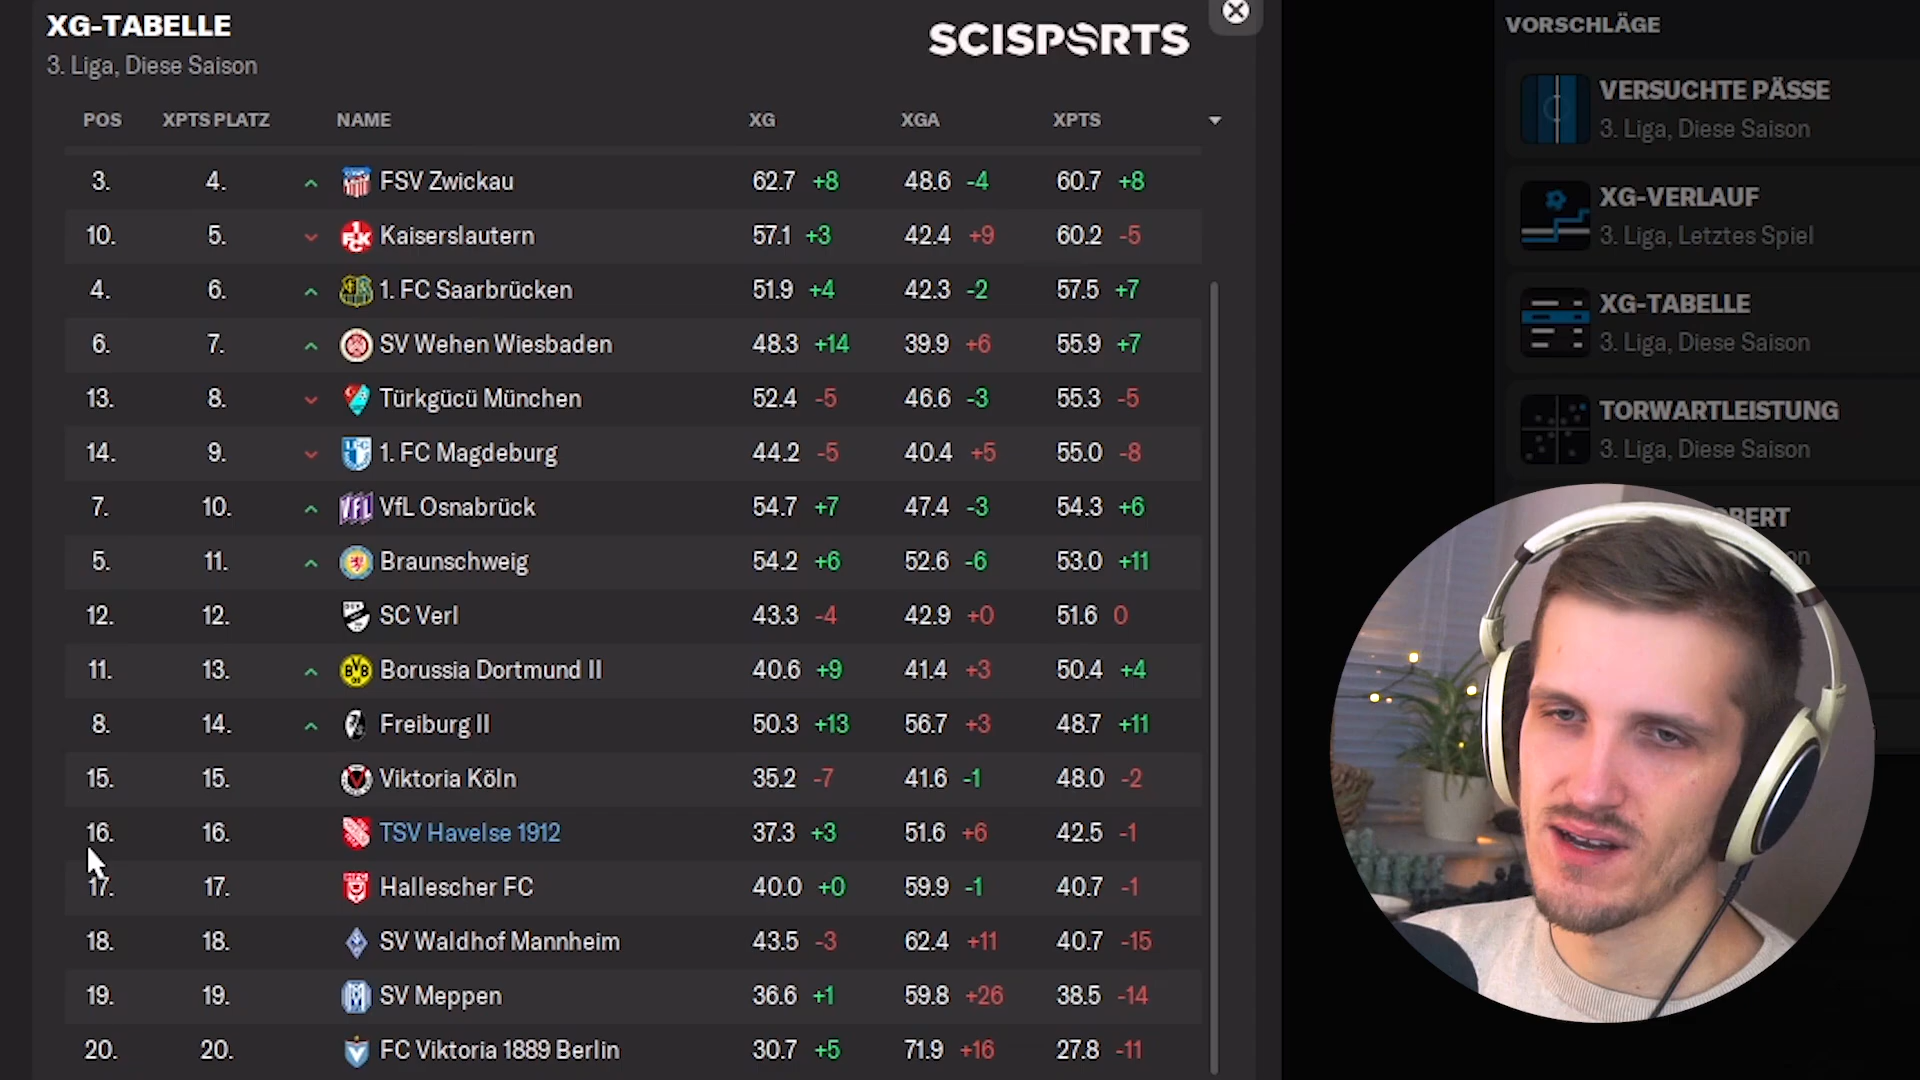 XG-TABELLE
3. Liga, Diese Saison
SCISPORTS
POS XPTS PLATZ NAME XG XGA XPTS
3. 4. FSV Zwickau 62.7 +8 48.6 -4 60.7 +8
10. 5. Kaiserslautern 57.1 +3 42.4 +9 60.2 -5
4. 6. 1. FC Saarbrücken 51.9 +4 42.3 -2 57.5 +7
6. 7. SV Wehen Wiesbaden 48.3 +14 39.9 +6 55.9 +7
13. 8. Türkgücü München 52.4 -5 46.6 -3 55.3 -5
14. 9. 1. FC Magdeburg 44.2 -5 40.4 +5 55.0 -8
7. 10. VfL Osnabrück 54.7 +7 47.4 -3 54.3 +6
5. 11. Braunschweig 54.2 +6 52.6 -6 53.0 +11
12. 12. SC Verl 43.3 -4 42.9 +0 51.6 0
11. 13. Borussia Dortmund II 40.6 +9 41.4 +3 50.4 +4
8. 14. Freiburg II 50.3 +13 56.7 +3 48.7 +11
15. 15. Viktoria Köln 35.2 -7 41.6 -1 48.0 -2
16. 16. TSV Havelse 1912 37.3 +3 51.6 +6 42.5 -1
17. 17. Hallescher FC 40.0 +0 59.9 -1 40.7 -1
18. 18. SV Waldhof Mannheim 43.5 -3 62.4 +11 40.7 -15
19. 19. SV Meppen 36.6 +1 59.8 +26 38.5 -14
20. 20. FC Viktoria 1889 Berlin 30.7 +5 71.9 +16 27.8 -11
VORSCHLÄGE
VERSUCHTE PÄSSE
3. Liga, Diese Saison
XG-VERLAUF
3. Liga, Letztes Spiel
XG-TABELLE
3. Liga, Diese Saison
TORWARTLEISTUNG
3. Liga, Diese Saison